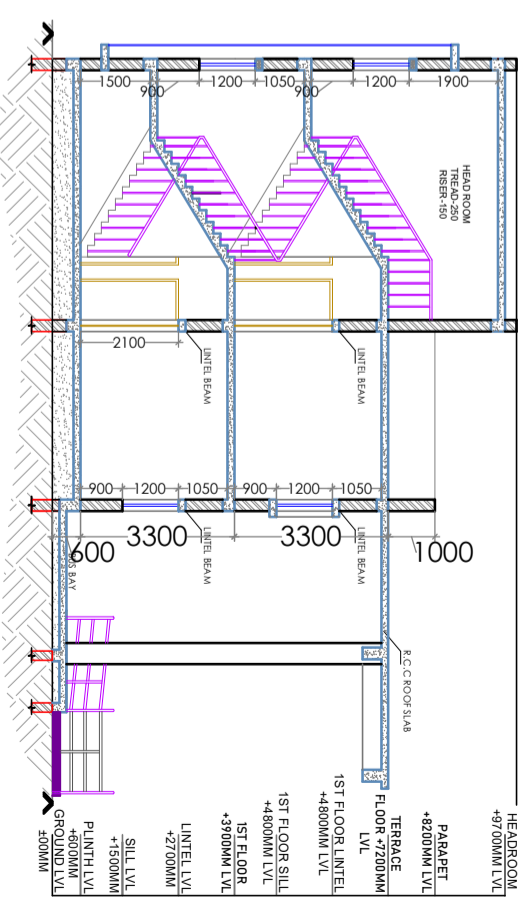 HEADROOM
+9700MM LVL
PARAPET
+8200MM LVL
TERRACE
FLOOR +7200MM
LVL
1ST FLOOR LINTEL
+4800MM LVL
1ST FLOOR SILL
+4800MM LVL
1ST FLOOR
+3900MM LVL
LINTEL LVL
+2700MM
SILL LVL
+1500MM
PLINTH LVL
+600MM
GROUND LVL
±00MM
HEAD ROOM
TREAD-250
RISER-150
1500
900
1200
1050
900
1200
1900
2100
LINTEL BEAM
LINTEL BEAM
900
1200
1050
900
1200
1050
LINTEL BEAM
LINTEL BEAM
600
3300
3300
1000
BAY
R.C.C ROOF SLAB